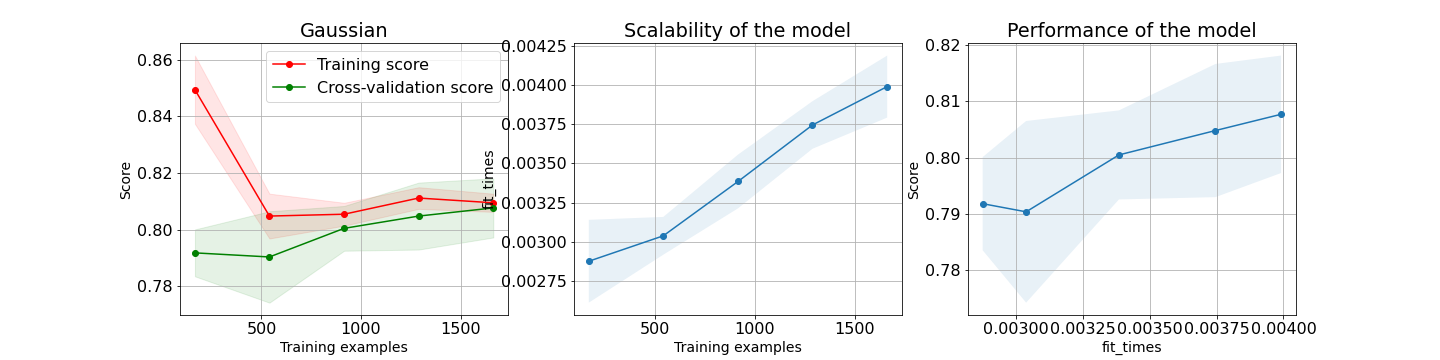 Gaussian
Training score
Cross-validation score
0.86
0.84
0.82
0.80
0.78
Score
500
1000
1500
Training examples
Scalability of the model
0.00425
0.00400
0.00375
0.00350
0.00325
0.00300
0.00275
fit_times
500
1000
1500
Training examples
Performance of the model
0.82
0.81
0.80
0.79
0.78
Score
0.00300
0.00325
0.00350
0.00375
0.00400
fit_times